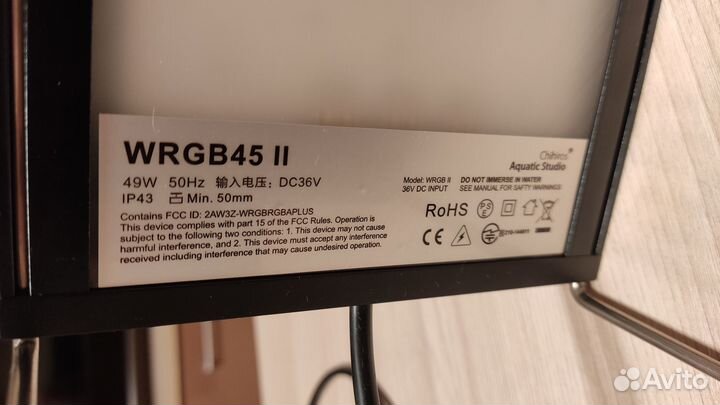 WRGB45 II
49W 50Hz 输入电压: DC36V
IP43 Min. 50mm
Contains FCC ID: 2AW3Z-WRGBRGBAPLUS
This device complies with part 15 of the FCC Rules. Operation is
subject to the following two conditions: 1. This device may not cause
harmful interference, and 2. This device must accept any interference
received including interference that may cause undesired operation.
Chihiros®
Aquatic Studio
Model: WRGB II DO NOT IMMERSE IN WATER
36V DC INPUT SEE MANUAL FOR SAFTY WARNINGS
RoHS PS E
CE
Avito